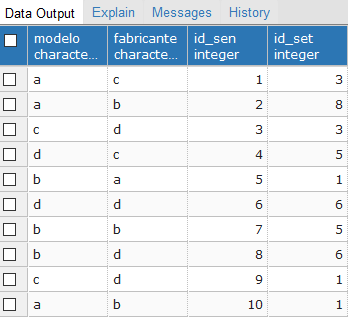 Data Output Explain Messages History
modelo fabricante id_sen id_set
characte... characte... integer integer
a c 1 3
a b 2 8
c d 3 3
d c 4 5
b a 5 1
d d 6 6
b b 7 5
b d 8 6
c d 9 1
a b 10 1